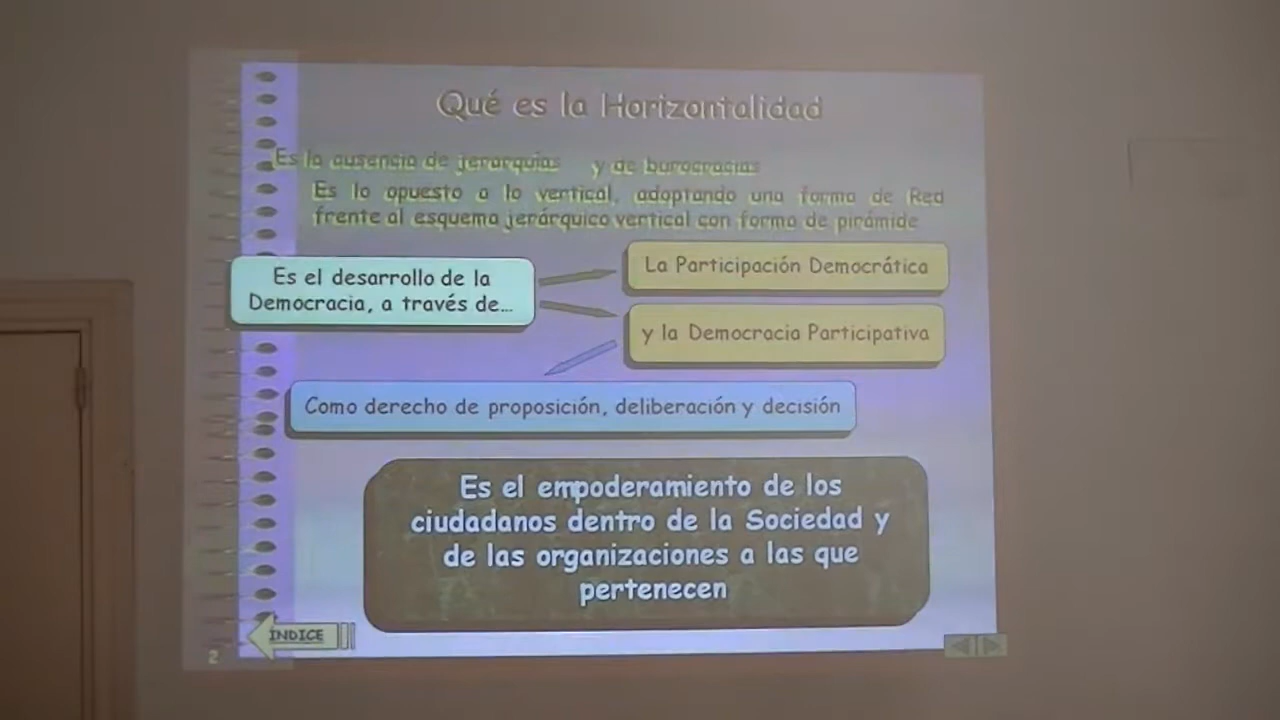 Qué es la Horizontalidad
Es la ausencia de jerarquías y de burocracias
Es lo opuesto a lo vertical, adoptando una forma de Red
frente al esquema jerárquico vertical con forma de pirámide
Es el desarrollo de la
Democracia, a través de...
La Participación Democrática
y la Democracia Participativa
Como derecho de proposición, deliberación y decisión
Es el empoderamiento de los
ciudadanos dentro de la Sociedad y
de las organizaciones a las que
pertenecen
ÍNDICE
2